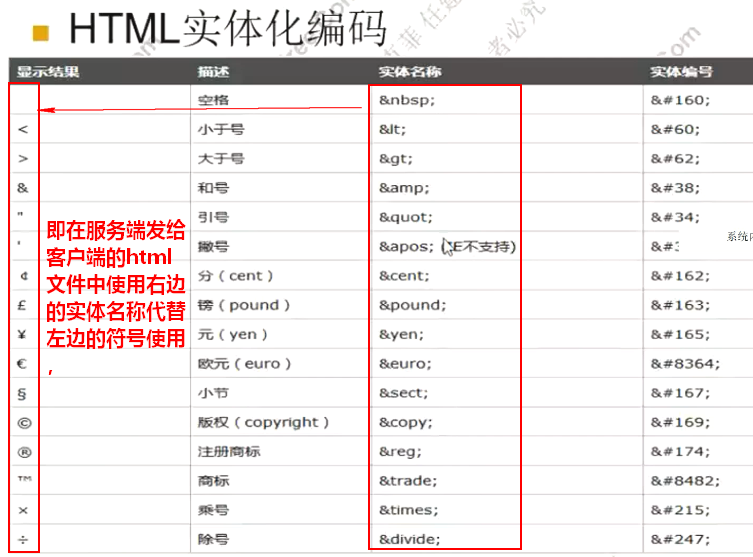 HTML实体化编码
显示结果 描述 实体名称 实体编号
空格 &nbsp; &#160;
< 小于号 &lt; &#60;
> 大于号 &gt; &#62;
& 和号 &amp; &#38;
" 引号 &quot; &#34;
' 撇号 &apos; (IE不支持) &#
系统内
¢ 分（cent） &cent; &#162;
£ 镑（pound） &pound; &#163;
¥ 元（yen） &yen; &#165;
€ 欧元（euro） &euro; &#8364;
§ 小节 &sect; &#167;
© 版权（copyright） &copy; &#169;
® 注册商标 &reg; &#174;
™ 商标 &trade; &#8482;
× 乘号 &times; &#215;
÷ 除号 &divide; &#247;
即在服务端发给
客户端的html
文件中使用右边
的实体名称代替
左边的符号使用
,
者必究